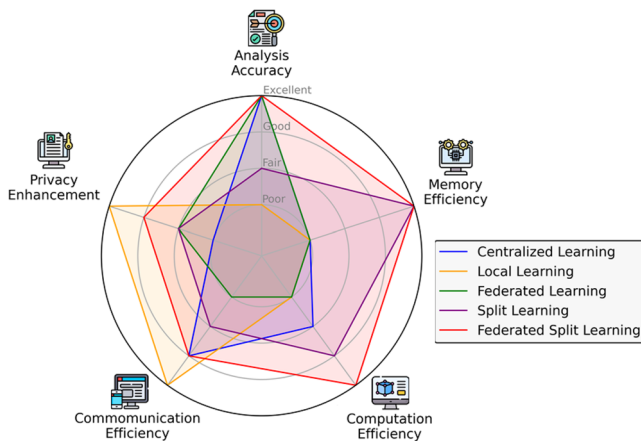 Analysis
Accuracy
Excellent
Good
Fair
Poor
Privacy
Enhancement
Memory
Efficiency
Centralized Learning
Local Learning
Federated Learning
Split Learning
Federated Split Learning
Commomunication
Efficiency
Computation
Efficiency